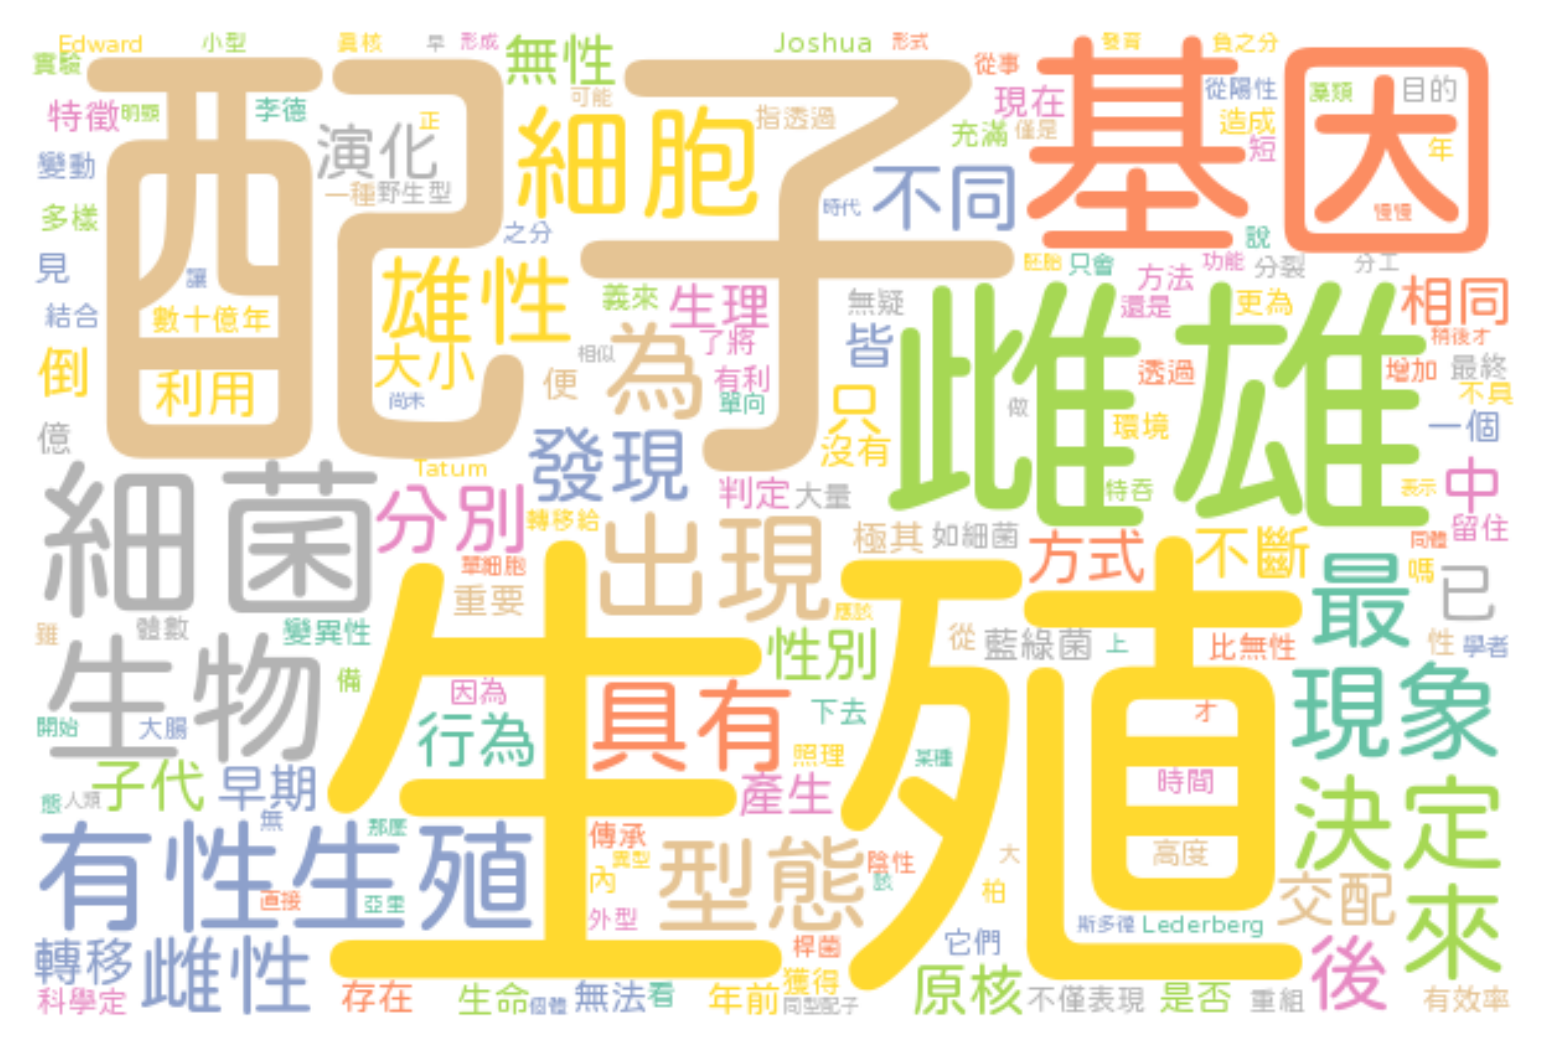 Edward 小型 真核 早 形成 無性 Joshua 形式 從事 發育 負之分
實驗 配子 基因
特徵 明顯 李德 演化 正 可能 細胞 指透過 充滿 僅是 現在 從陽性 造成 短 藻類 目的 年
變動 一種 野生型 不同 時代 慢慢
多樣 之分 說
見 讓 雄性 胚胎 只會 方法 功能 分裂 分工
結合 數十億年 義來 生理 無疑 雌雄 還是 更為 相同
倒 利用 大小 相似 為 了將 皆 稍後才
尚未 便 有利 單向 只 做 透過 增加 最終 不具
億 發現 沒有 環境 一個
Tatum 判定 大量 特吞 表示 中
細菌 分別 轉移給 出現 極其 如細菌 方式 不斷 同體 留住
單細胞 重要 應該 最 嗎 已
雖 體數 變異性 生殖 性別 從 藍綠菌 上 比無性 性 學者
生物 備 因為 具有 下去 才 現象
開始 大腸 行為 照理 某種
態 人類 子代 早期 產生 時間 決定
無 那麼 傳承 型態 高度
有性生殖 直接 亞里 異型 內 陰性 該 大 柏 交配 來
外型 斯多德 Lederberg
轉移 雌性 桿菌 它們 後
科學定 存在 生命 個體 無法 看 年前 獲得 同型配子 原核 不僅表現 是否 重組 有效率